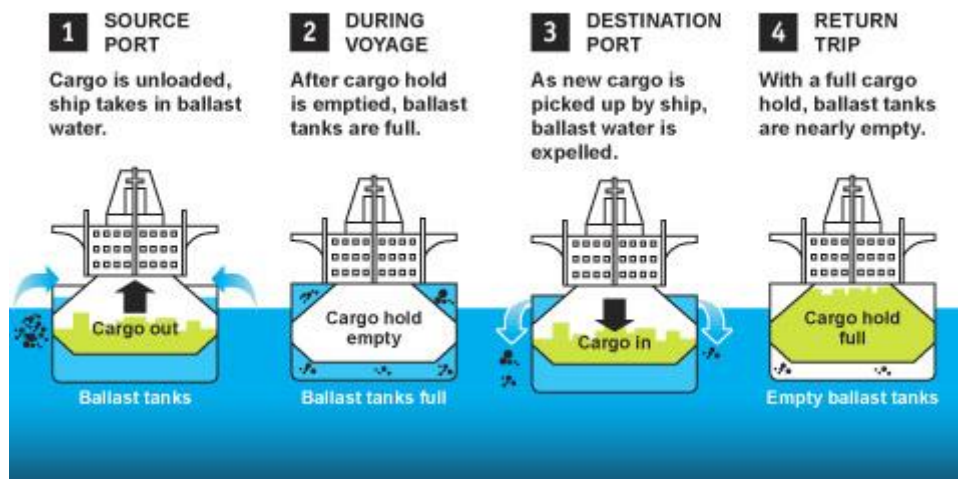 1 SOURCE
PORT
Cargo is unloaded,
ship takes in ballast
water.
Cargo out
Ballast tanks
2 DURING
VOYAGE
After cargo hold
is emptied, ballast
tanks are full.
Cargo hold
empty
Ballast tanks full
3 DESTINATION
PORT
As new cargo is
picked up by ship,
ballast water is
expelled.
Cargo in
4 RETURN
TRIP
With a full cargo
hold, ballast tanks
are nearly empty.
Cargo hold
full
Empty ballast tanks